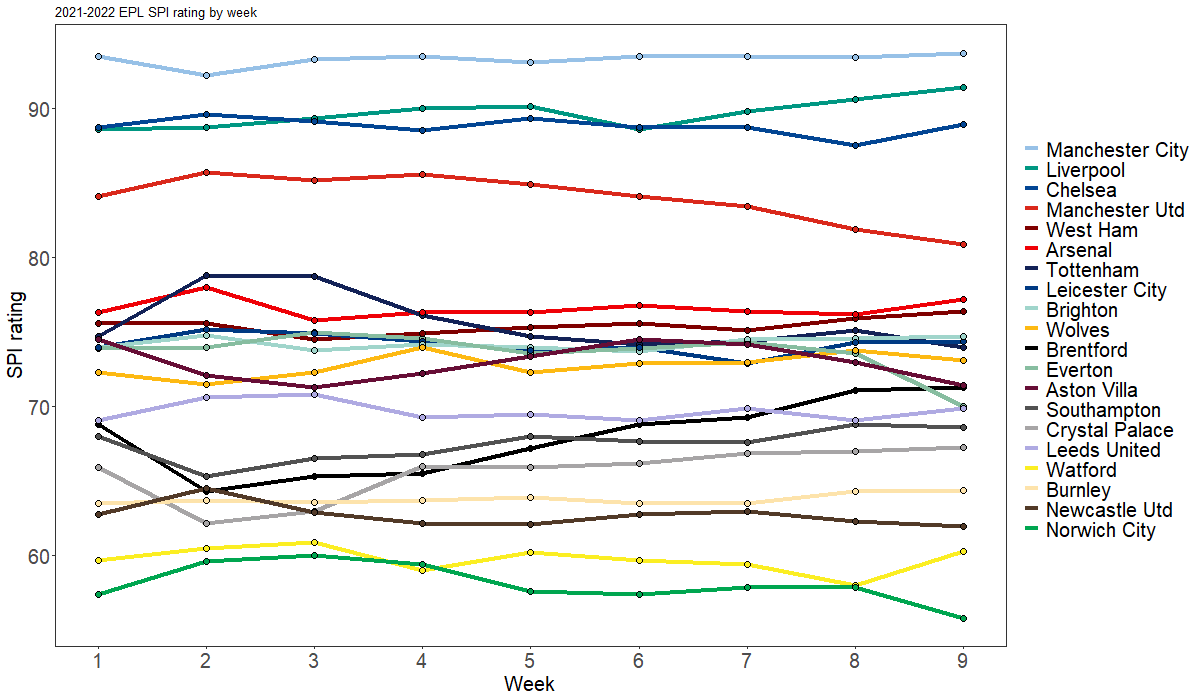 2021-2022 EPL SPI rating by week
SPI rating
90
80
70
60
1 2 3 4 5 6 7 8 9
Week
Manchester City
Liverpool
Chelsea
Manchester Utd
West Ham
Arsenal
Tottenham
Leicester City
Brighton
Wolves
Brentford
Everton
Aston Villa
Southampton
Crystal Palace
Leeds United
Watford
Burnley
Newcastle Utd
Norwich City